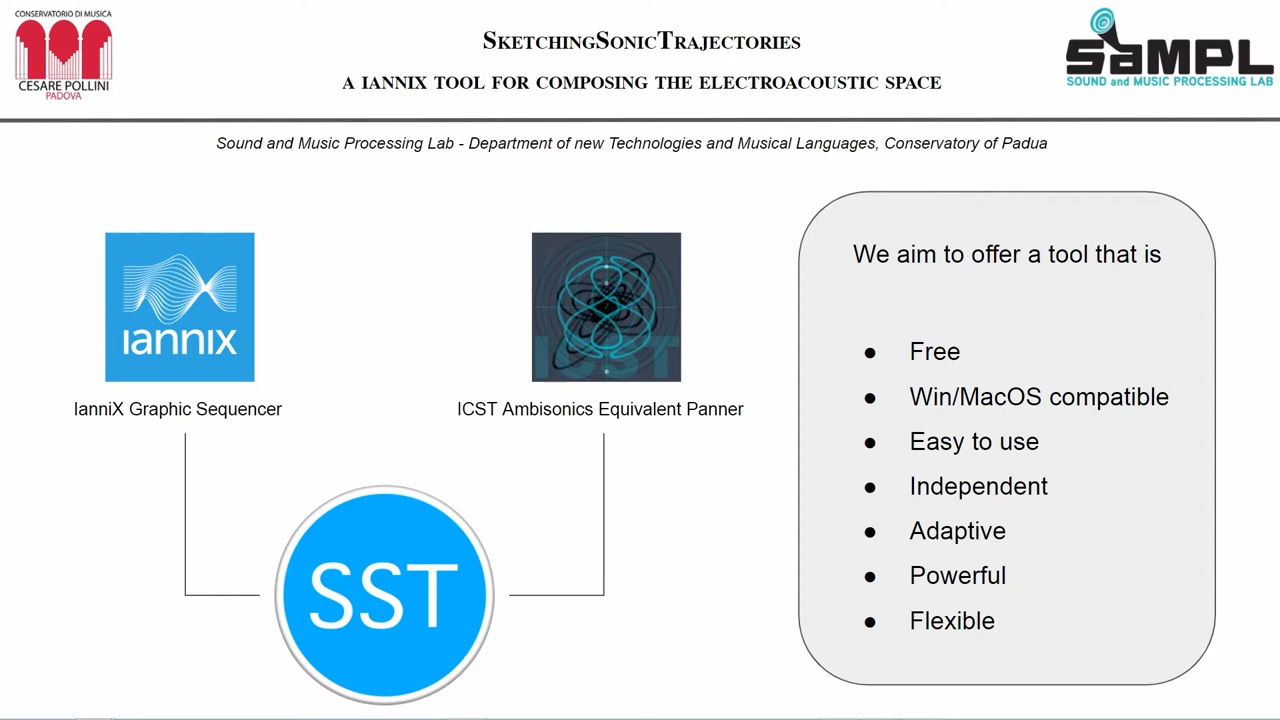 CONSERVATORIO DI MUSICA
CESARE POLLINI
PADOVA
SKETCHINGSONICTRAJECTORIES
A IANNIX TOOL FOR COMPOSING THE ELECTROACOUSTIC SPACE
SaMPL
SOUND and MUSIC PROCESSING LAB
Sound and Music Processing Lab - Department of new Technologies and Musical Languages, Conservatory of Padua
iannix
ICST
IanniX Graphic Sequencer
ICST Ambisonics Equivalent Panner
SST
We aim to offer a tool that is
● Free
● Win/MacOS compatible
● Easy to use
● Independent
● Adaptive
● Powerful
● Flexible